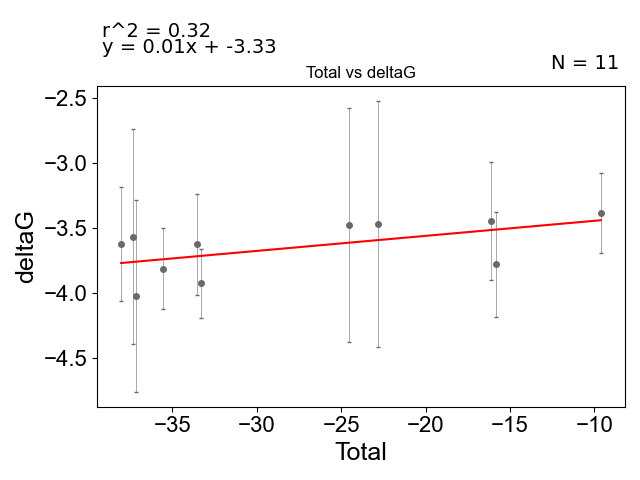 r^2 = 0.32
y = 0.01x + -3.33
N = 11
Total vs deltaG
−2.5
−3.0
−3.5
−4.0
−4.5
deltaG
−35
−30
−25
−20
−15
−10
Total